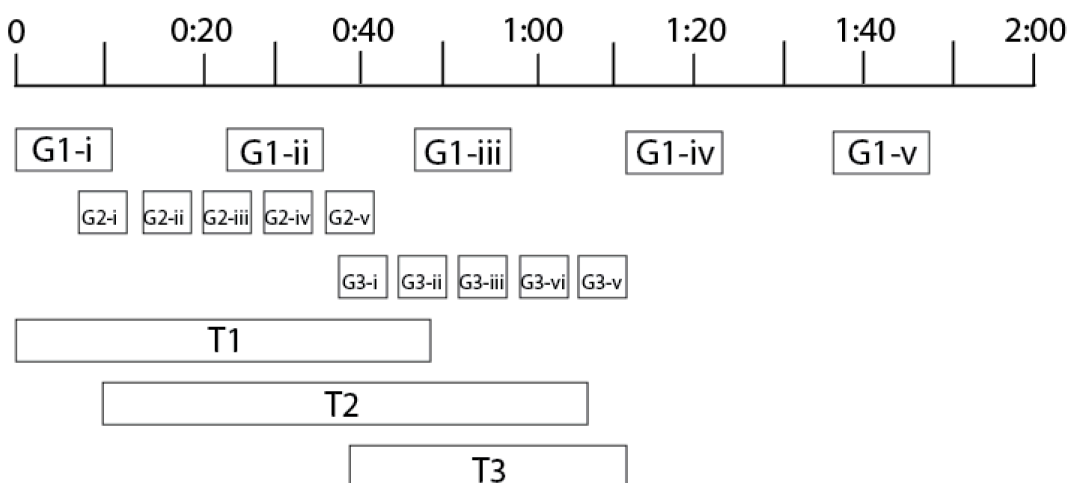 0 0:20 0:40 1:00 1:20 1:40 2:00
G1-i G1-ii G1-iii G1-iv G1-v
G2-i G2-ii G2-iii G2-iv G2-v
G3-i G3-ii G3-iii G3-vi G3-v
T1
T2
T3